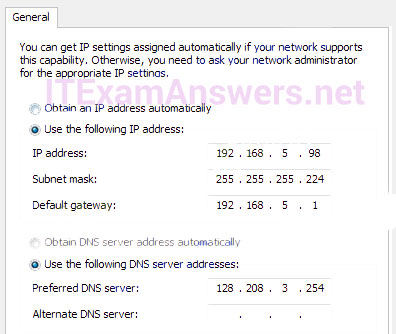 General
You can get IP settings assigned automatically if your network supports
this capability. Otherwise, you need to ask your network administrator
for the appropriate IP settings.
ITExamAnswers.net
Obtain an IP address automatically
Use the following IP address:
IP address: 192 . 168 . 5 . 98
Subnet mask: 255 . 255 . 255 . 224
Default gateway: 192 . 168 . 5 . 1
Obtain DNS server address automatically
Use the following DNS server addresses:
Preferred DNS server: 128 . 208 . 3 . 254
Alternate DNS server: . . .